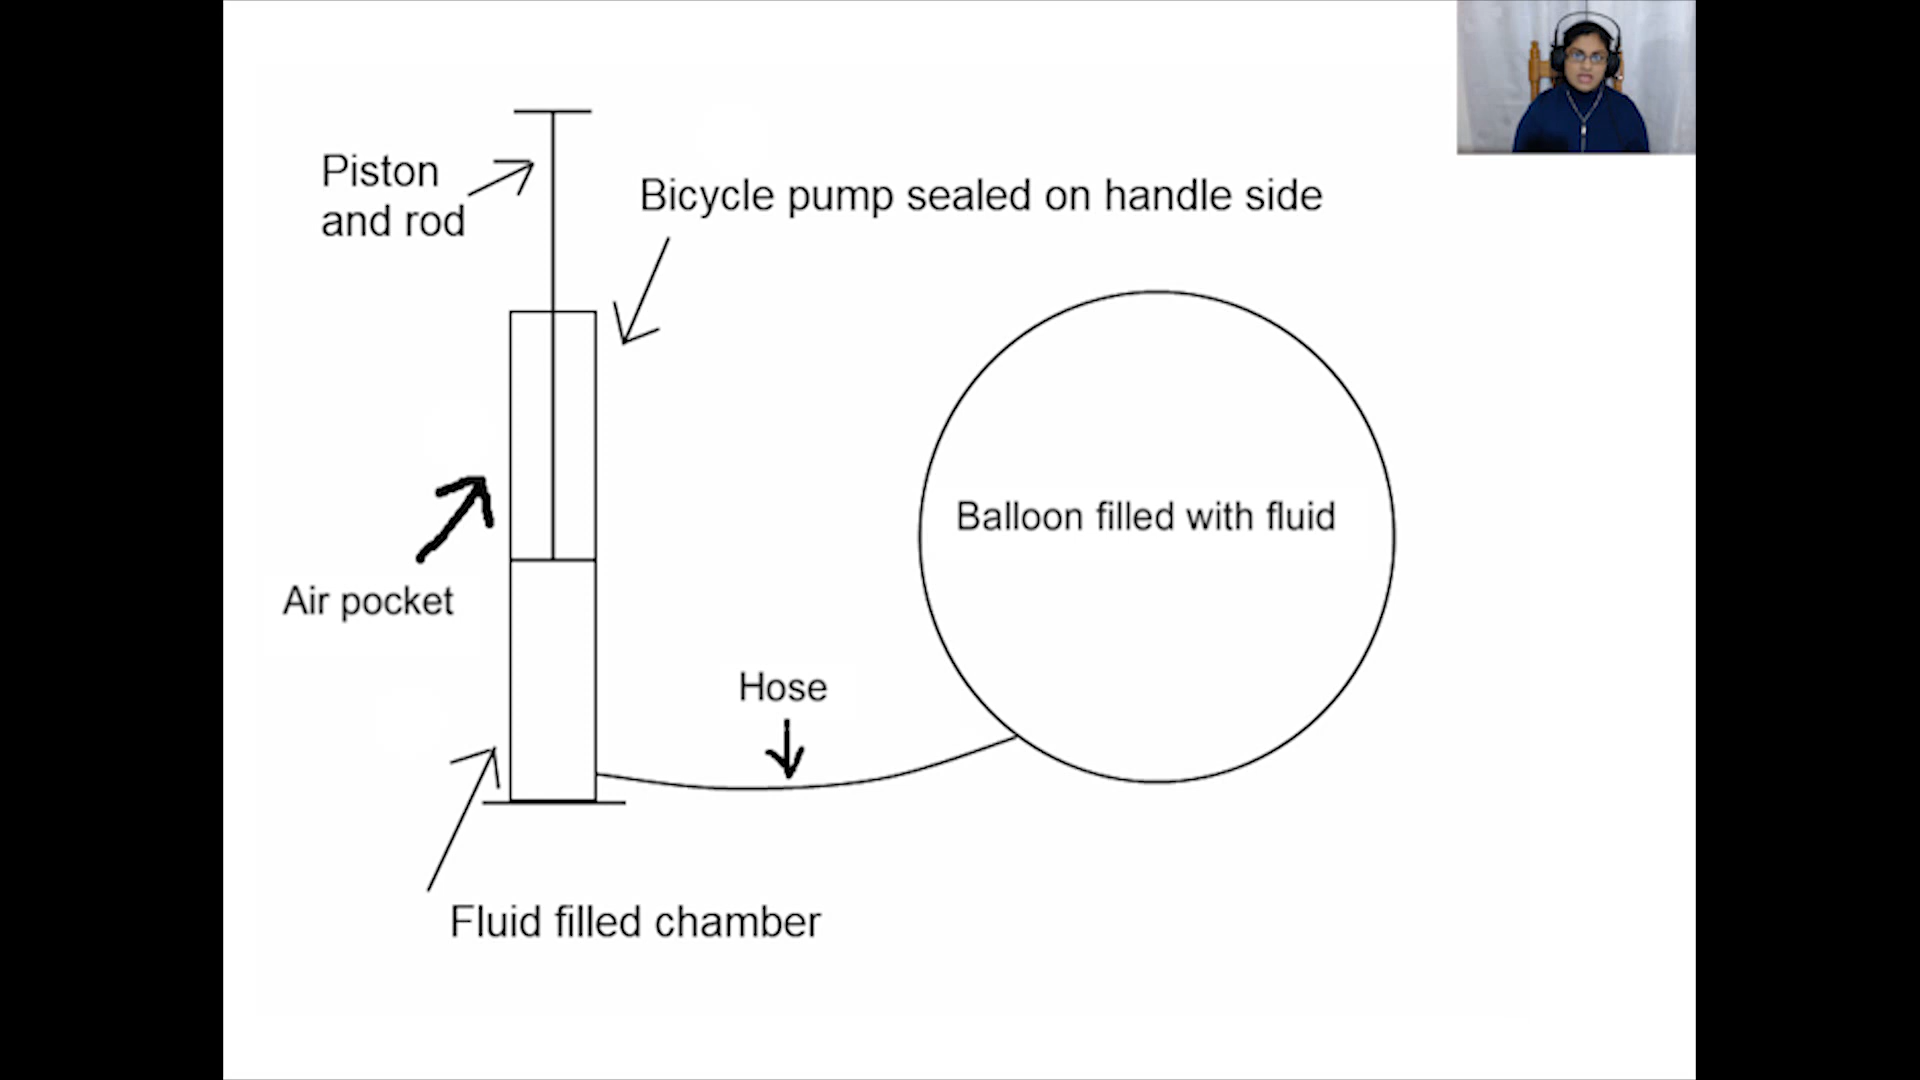 Piston
and rod
Bicycle pump sealed on handle side
Balloon filled with fluid
Air pocket
Hose
Fluid filled chamber